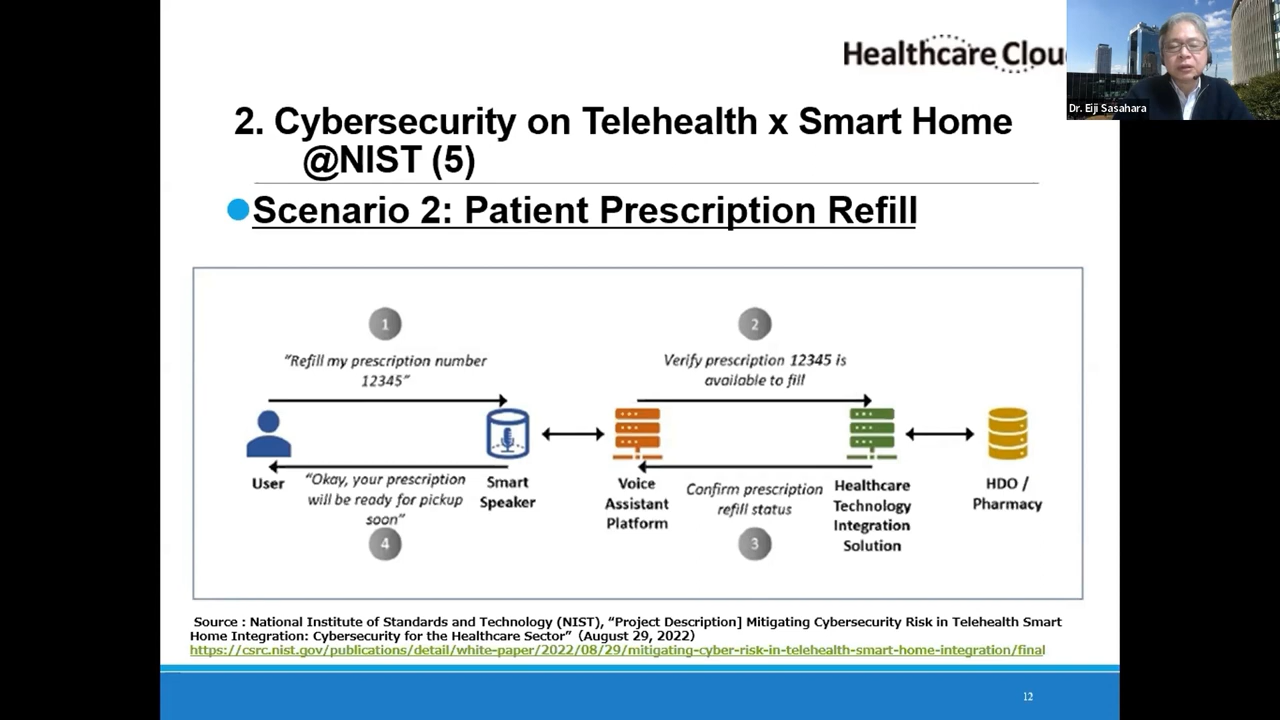 Healthcare Clou
Dr. Eiji Sasahara
2. Cybersecurity on Telehealth x Smart Home
@NIST (5)
Scenario 2: Patient Prescription Refill
1
“Refill my prescription number
12345”
2
Verify prescription 12345 is
available to fill
User
“Okay, your prescription
will be ready for pickup
soon”
4
Smart
Speaker
Voice
Assistant
Platform
Confirm prescription
refill status
3
Healthcare
Technology
Integration
Solution
HDO /
Pharmacy
Source : National Institute of Standards and Technology (NIST), “Project Description] Mitigating Cybersecurity Risk in Telehealth Smart
Home Integration: Cybersecurity for the Healthcare Sector” (August 29, 2022)
https://csrc.nist.gov/publications/detail/white-paper/2022/08/29/mitigating-cyber-risk-in-telehealth-smart-home-integration/final
12